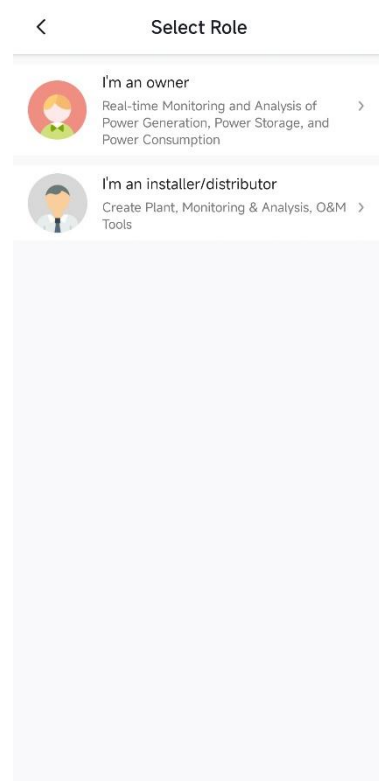 Select Role
I'm an owner
Real-time Monitoring and Analysis of
Power Generation, Power Storage, and
Power Consumption
I'm an installer/distributor
Create Plant, Monitoring & Analysis, O&M
Tools